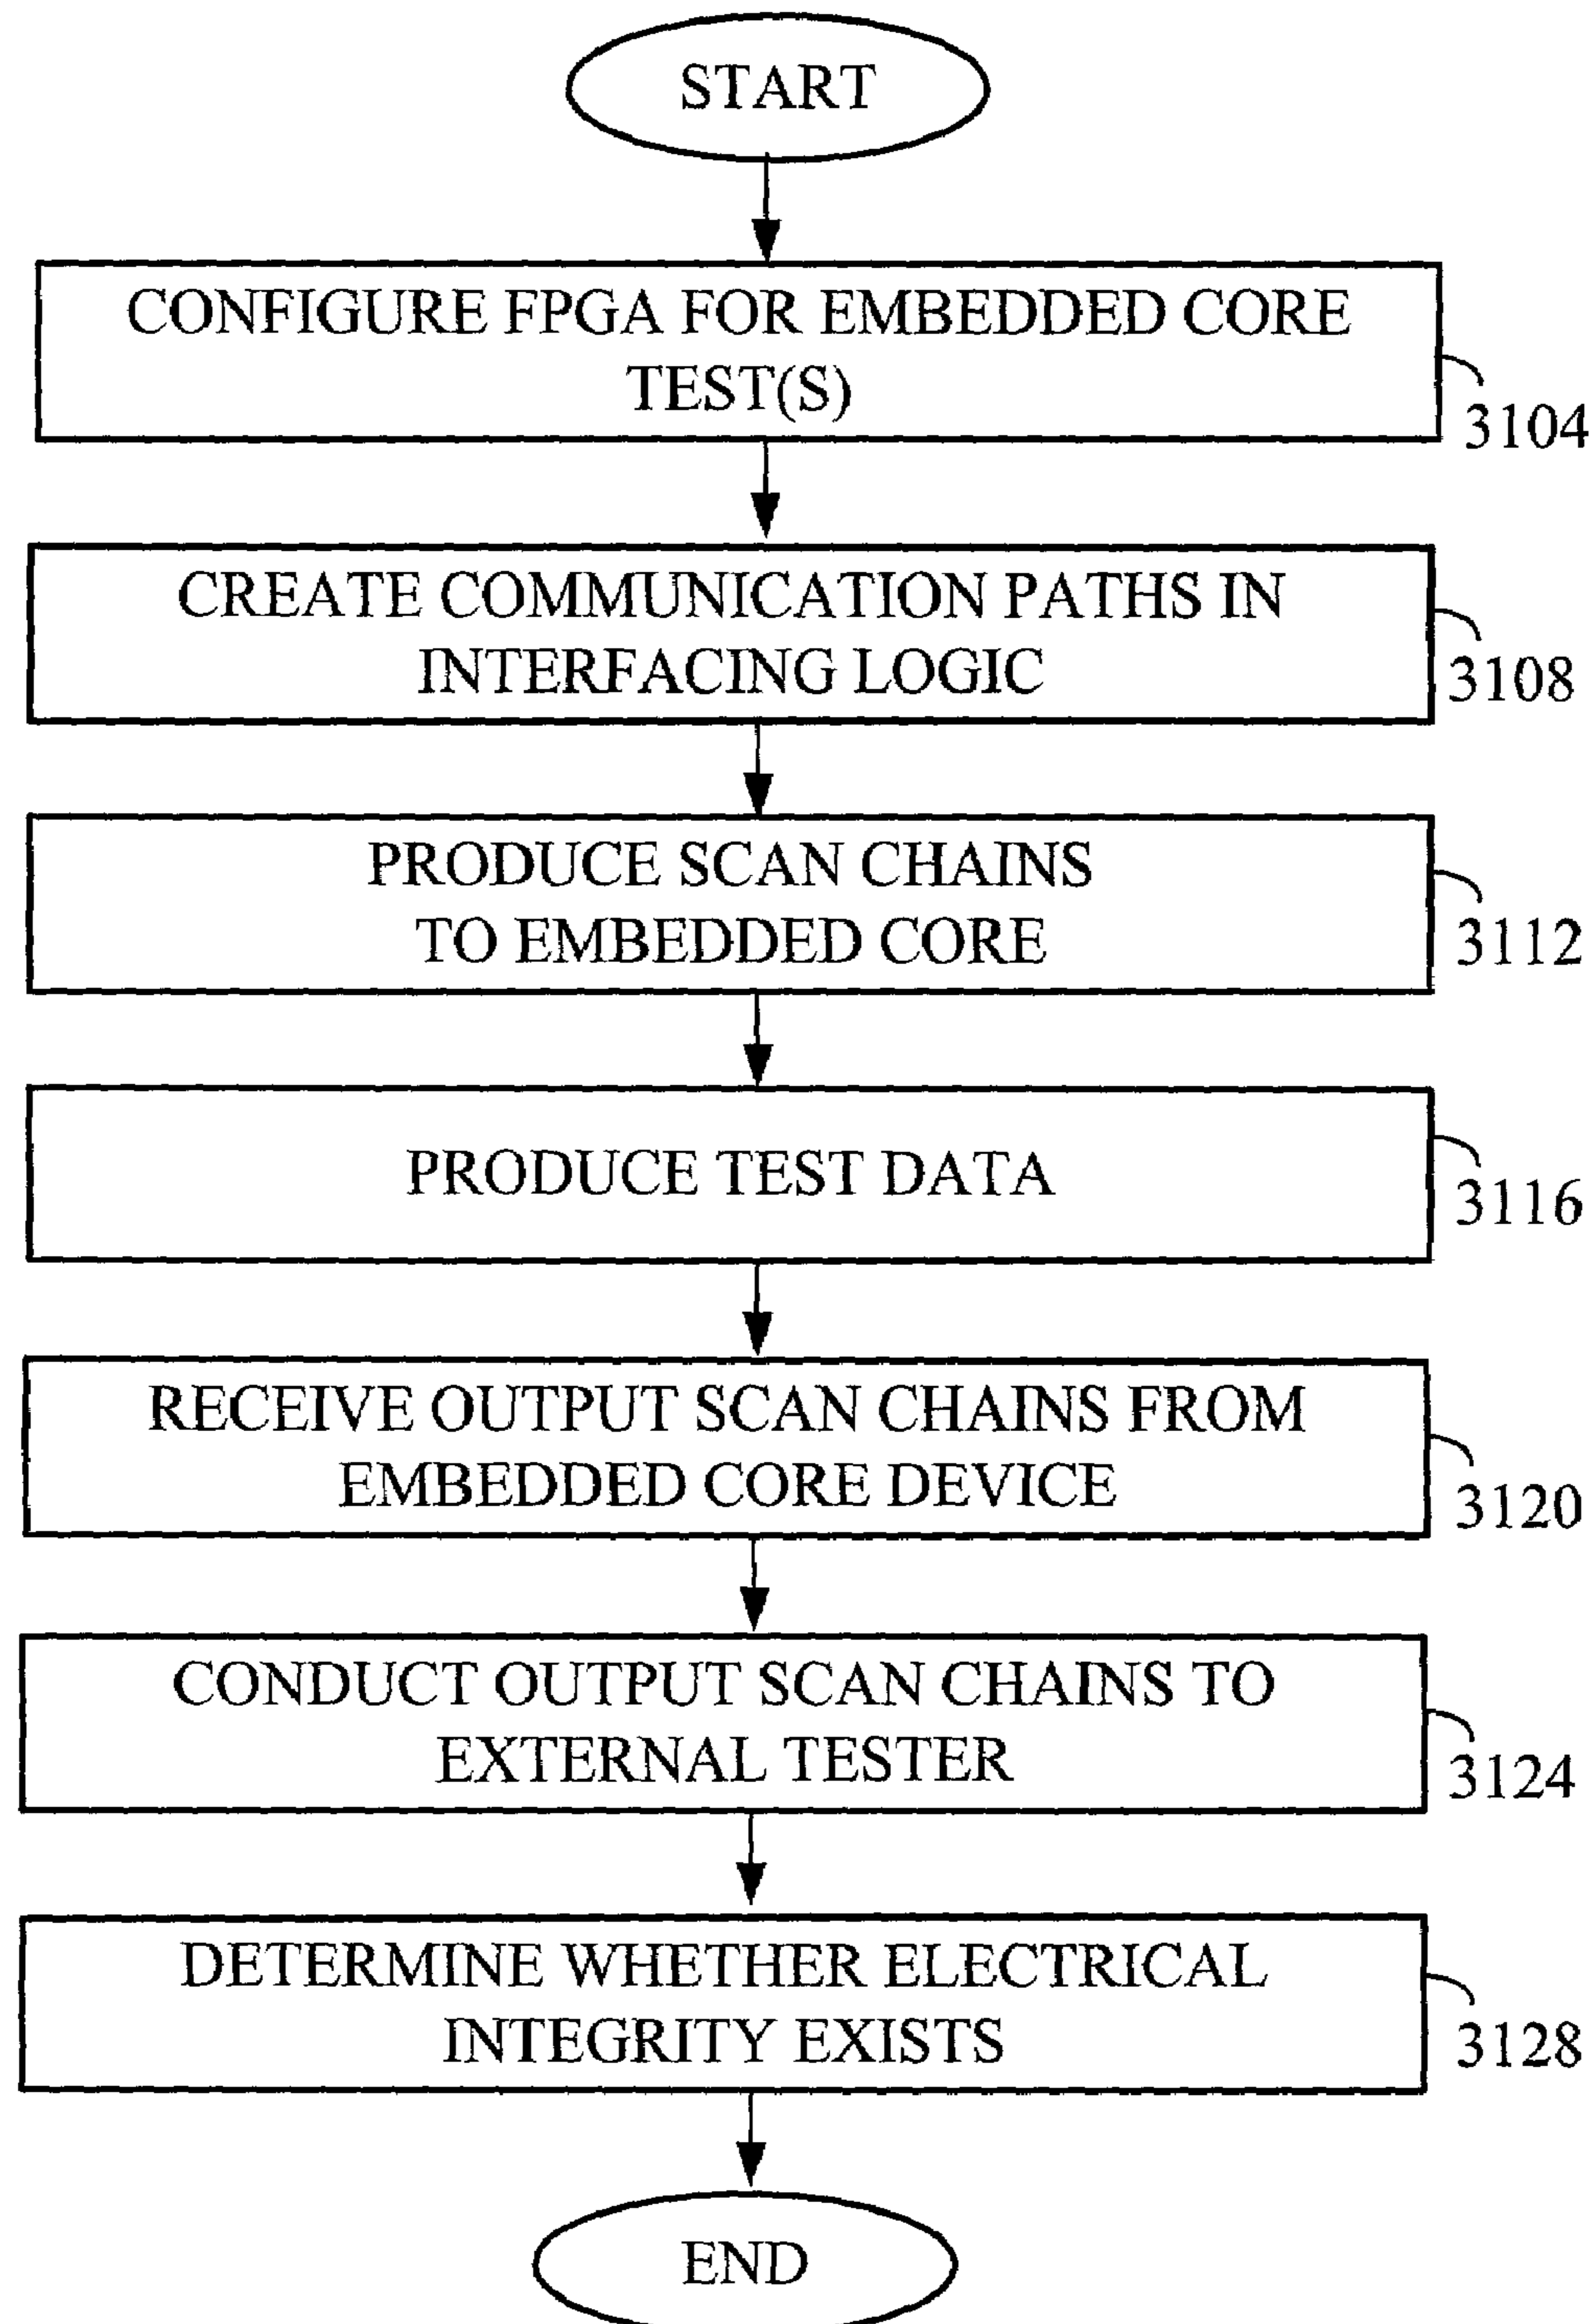 START
CONFIGURE FPGA FOR EMBEDDED CORE
TEST(S)
3104
CREATE COMMUNICATION PATHS IN
INTERFACING LOGIC
3108
PRODUCE SCAN CHAINS
TO EMBEDDED CORE
3112
PRODUCE TEST DATA
3116
RECEIVE OUTPUT SCAN CHAINS FROM
EMBEDDED CORE DEVICE
3120
CONDUCT OUTPUT SCAN CHAINS TO
EXTERNAL TESTER
3124
DETERMINE WHETHER ELECTRICAL
INTEGRITY EXISTS
3128
END